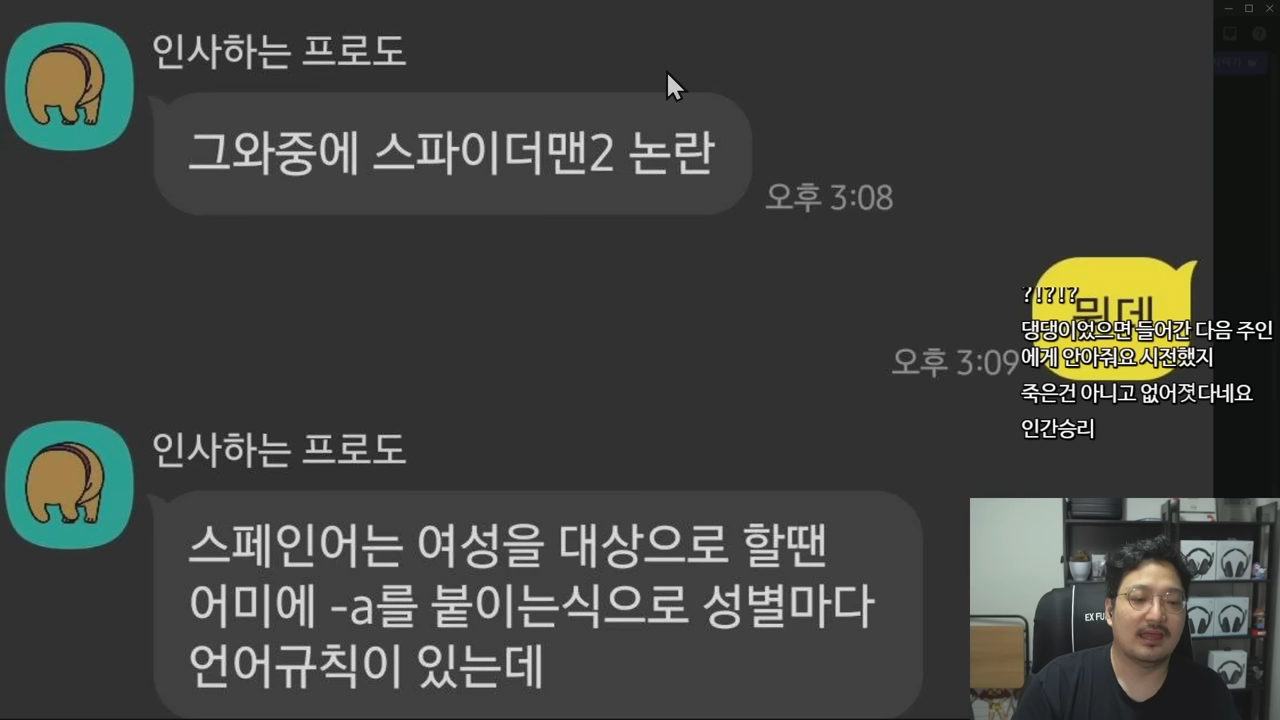 인사하는 프로도
그와중에 스파이더맨2 논란
오후 3:08
뭔데
오후 3:09
?!?!?
댕댕이었으면 들어간 다음 주인
에게 안아줘요 시전했지
죽은건 아니고 없어졋다네요
인간승리
인사하는 프로도
스페인어는 여성을 대상으로 할땐
어미에 -a를 붙이는식으로 성별마다
언어규칙이 있는데